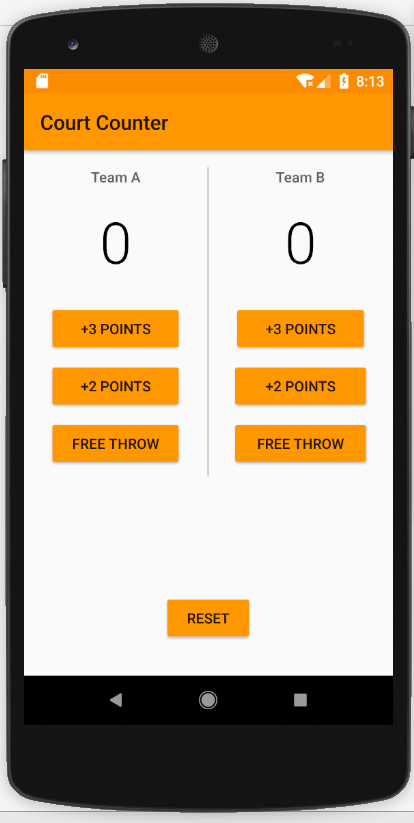 8:13
Court Counter
Team A
Team B
0
0
+3 POINTS
+3 POINTS
+2 POINTS
+2 POINTS
FREE THROW
FREE THROW
RESET